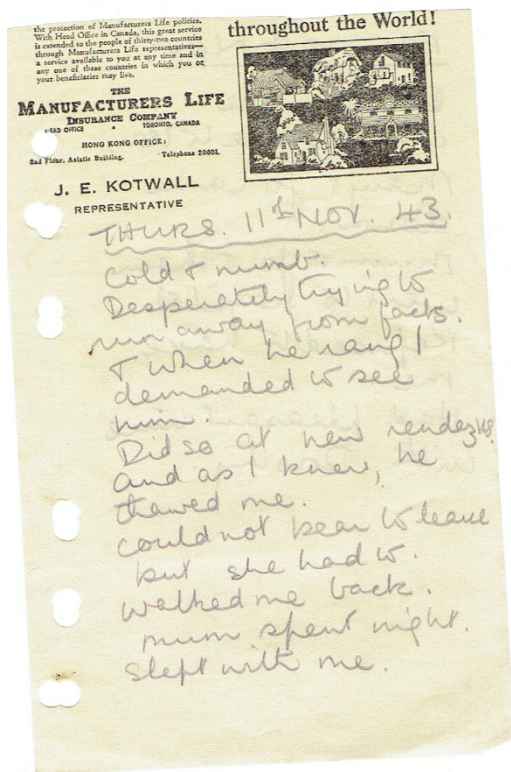 the protection of Manufacturers Life policies.
With Head Office in Canada, this great service
is extended to the people of thirty-two countries
through Manufacturers Life representatives—
a service available to you at any time and in
any one of these countries in which you or
your beneficiaries may live.
throughout the World!
THE
MANUFACTURERS LIFE
INSURANCE COMPANY
HEAD OFFICE TORONTO, CANADA
HONG KONG OFFICE:
2nd Floor, Asiatic Building. Telephone 20601.
J. E. KOTWALL
REPRESENTATIVE
THURS. 11th NOV. 43.
Cold & numb.
Desperately trying to
run away from facts.
& when he rang I
demanded to see
him.
Did so at new rendezvous.
And as I knew, he
thawed me.
Could not bear to leave
but she had to.
Walked me back.
Mum spent night.
Slept with me.